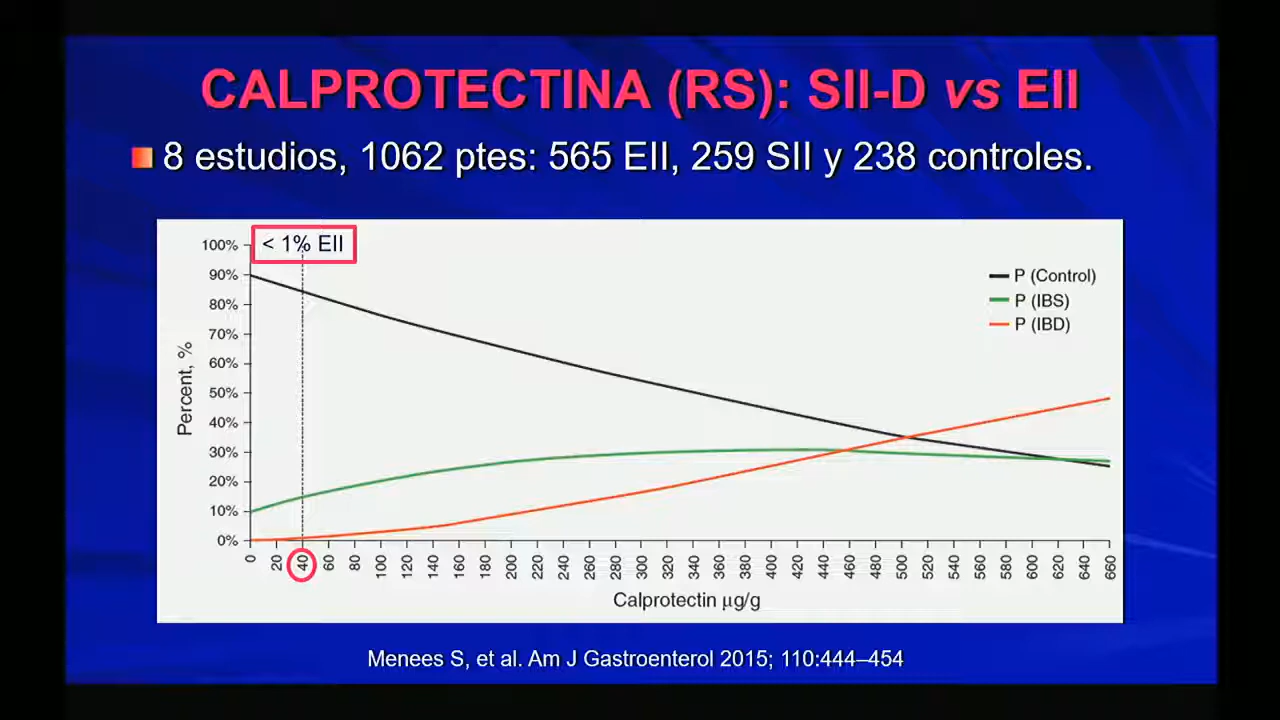 CALPROTECTINA (RS): SII-D vs EII
8 estudios, 1062 ptes: 565 EII, 259 SII y 238 controles.
< 1% EII
100%
90%
80%
70%
60%
50%
40%
30%
20%
10%
0%
Percent, %
P (Control)
P (IBS)
P (IBD)
0 20 40 60 80 100 120 140 160 180 200 220 240 260 280 300 320 340 360 380 400 420 440 460 480 500 520 540 560 580 600 620 640 660
Calprotectin µg/g
Menees S, et al. Am J Gastroenterol 2015; 110:444–454